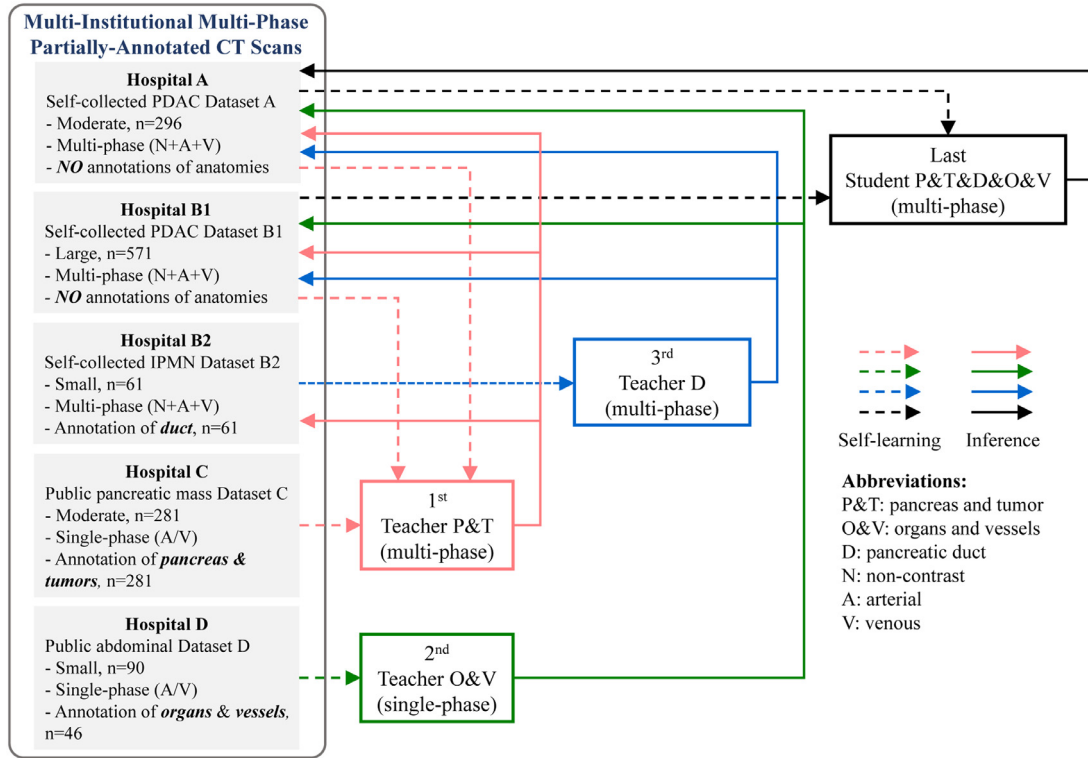 Multi-Institutional Multi-Phase
Partially-Annotated CT Scans
Hospital A
Self-collected PDAC Dataset A
- Moderate, n=296
- Multi-phase (N+A+V)
- NO annotations of anatomies
Hospital B1
Self-collected PDAC Dataset B1
- Large, n=571
- Multi-phase (N+A+V)
- NO annotations of anatomies
Hospital B2
Self-collected IPMN Dataset B2
- Small, n=61
- Multi-phase (N+A+V)
- Annotation of duct, n=61
Hospital C
Public pancreatic mass Dataset C
- Moderate, n=281
- Single-phase (A/V)
- Annotation of pancreas &
tumors, n=281
Hospital D
Public abdominal Dataset D
- Small, n=90
- Single-phase (A/V)
- Annotation of organs & vessels,
n=46
1st
Teacher P&T
(multi-phase)
2nd
Teacher O&V
(single-phase)
3rd
Teacher D
(multi-phase)
Last
Student P&T&D&O&V
(multi-phase)
Self-learning
Inference
Abbreviations:
P&T: pancreas and tumor
O&V: organs and vessels
D: pancreatic duct
N: non-contrast
A: arterial
V: venous